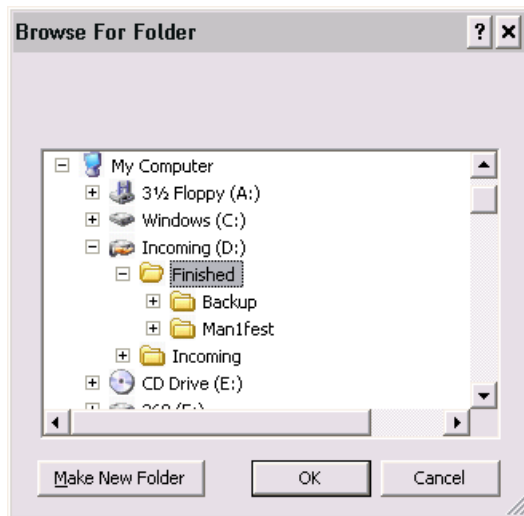 Browse For Folder
My Computer
3½ Floppy (A:)
Windows (C:)
Incoming (D:)
Finished
Backup
Man1fest
Incoming
CD Drive (E:)
Make New Folder
OK
Cancel